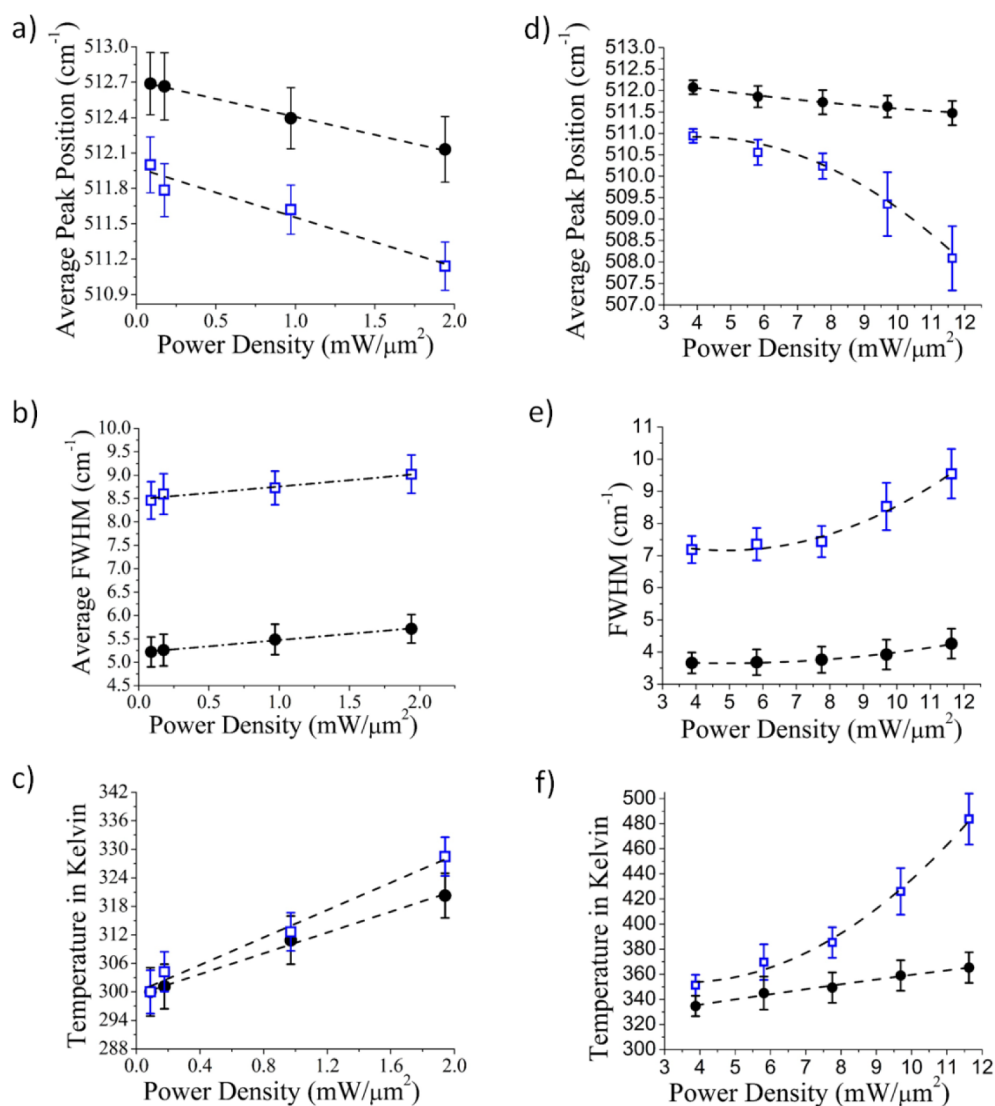 a)
Average Peak Position (cm⁻¹)
513.0
512.7
512.4
512.1
511.8
511.5
511.2
510.9
0.0 0.5 1.0 1.5 2.0
Power Density (mW/μm²)
d)
Average Peak Position (cm⁻¹)
513.0
512.5
512.0
511.5
511.0
510.5
510.0
509.5
509.0
508.5
508.0
507.5
507.0
3 4 5 6 7 8 9 10 11 12
Power Density (mW/μm²)
b)
Average FWHM (cm⁻¹)
10.0
9.5
9.0
8.5
8.0
7.5
7.0
6.5
6.0
5.5
5.0
4.5
0.0 0.5 1.0 1.5 2.0
Power Density (mW/μm²)
e)
FWHM (cm⁻¹)
11
10
9
8
7
6
5
4
3
3 4 5 6 7 8 9 10 11 12
Power Density (mW/μm²)
c)
Temperature in Kelvin
342
336
330
324
318
312
306
300
294
288
0.0 0.4 0.8 1.2 1.6 2.0
Power Density (mW/μm²)
f)
Temperature in Kelvin
500
480
460
440
420
400
380
360
340
320
300
3 4 5 6 7 8 9 10 11 12
Power Density (mW/μm²)